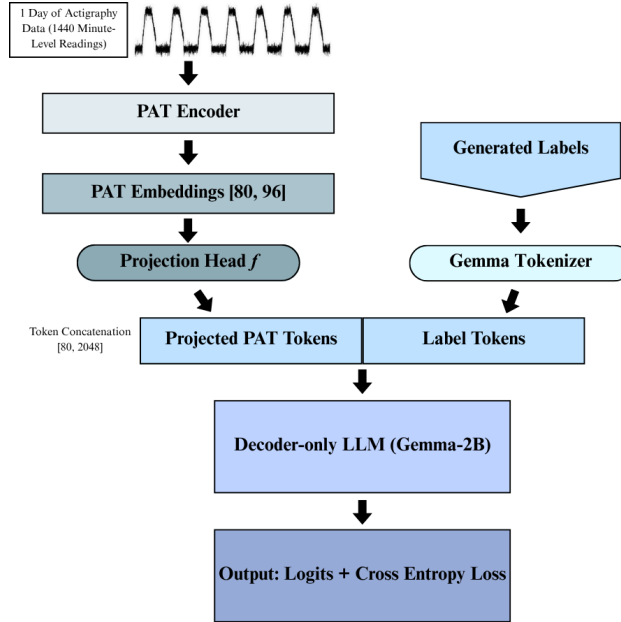 1 Day of Actigraphy
Data (1440 Minute-
Level Readings)
PAT Encoder
Generated Labels
PAT Embeddings [80, 96]
Projection Head f
Gemma Tokenizer
Token Concatenation
[80, 2048]
Projected PAT Tokens
Label Tokens
Decoder-only LLM (Gemma-2B)
Output: Logits + Cross Entropy Loss